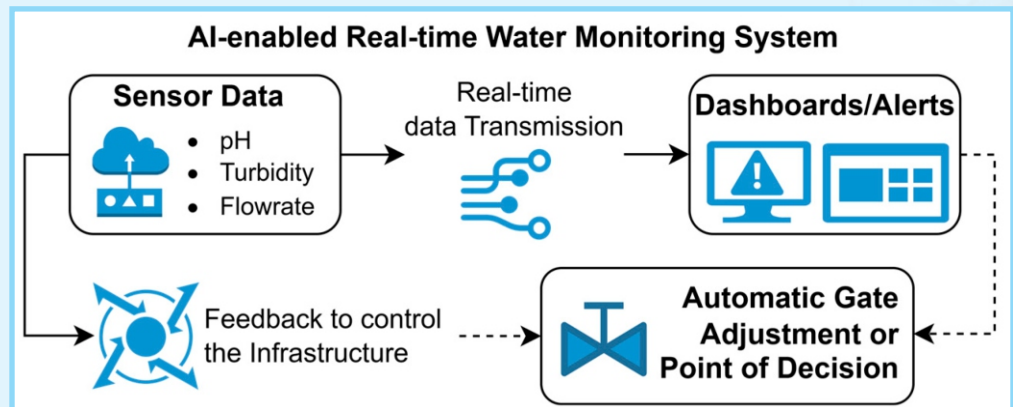 AI-enabled Real-time Water Monitoring System
Sensor Data
• pH
• Turbidity
• Flowrate
Real-time
data Transmission
Dashboards/Alerts
Feedback to control
the Infrastructure
Automatic Gate
Adjustment or
Point of Decision